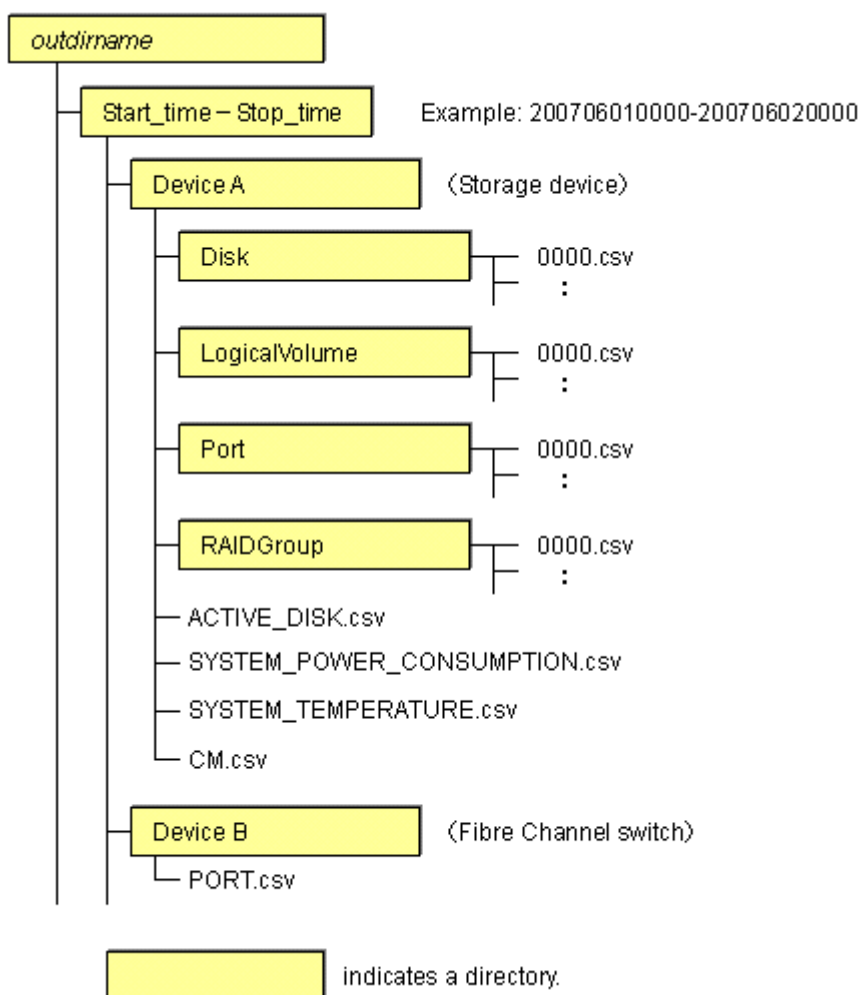 outdirname
Start_time－Stop_time Example: 200706010000-200706020000
Device A （Storage device）
Disk 0000.csv
:
LogicalVolume 0000.csv
:
Port 0000.csv
:
RAIDGroup 0000.csv
:
ACTIVE_DISK.csv
SYSTEM_POWER_CONSUMPTION.csv
SYSTEM_TEMPERATURE.csv
CM.csv
Device B （Fibre Channel switch）
PORT.csv
indicates a directory.